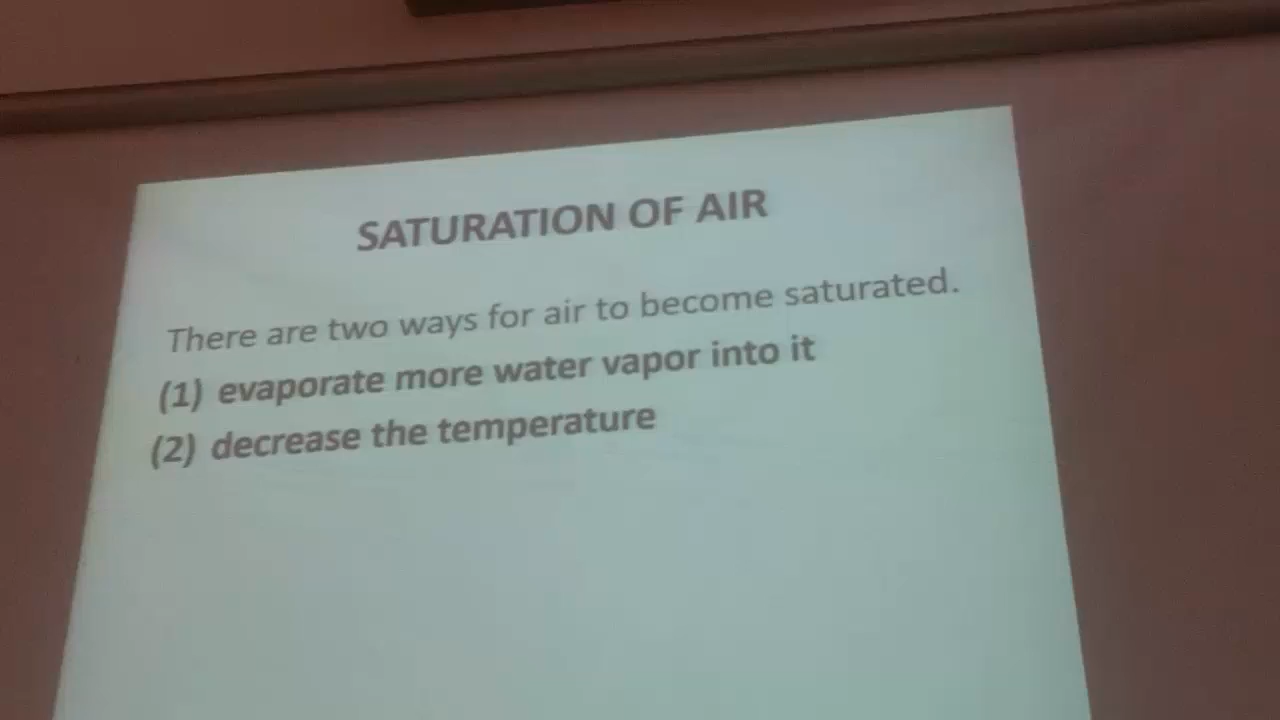 SATURATION OF AIR
There are two ways for air to become saturated.
(1) evaporate more water vapor into it
(2) decrease the temperature